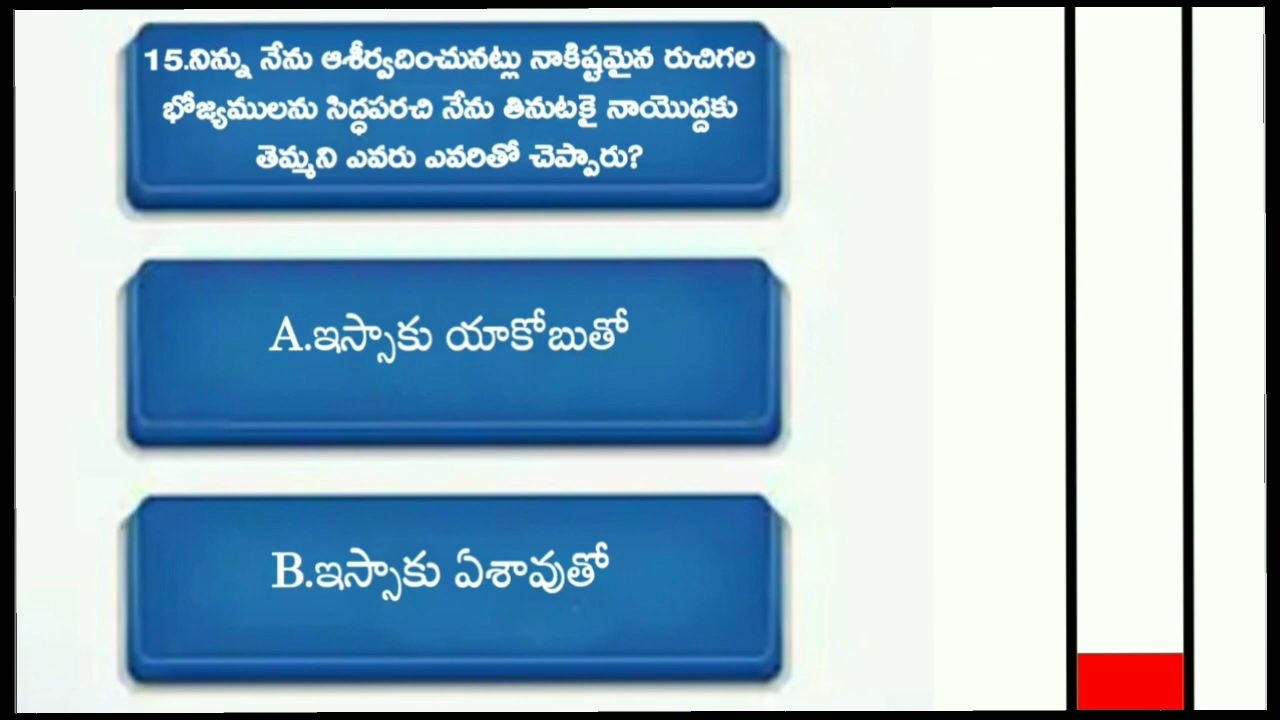 15.నిన్ను నేను ఆశీర్వదించునట్లు నాకిష్టమైన రుచిగల
భోజ్యములను సిద్ధపరచి నేను తినుటకై నాయొద్దకు
తెమ్మని ఎవరు ఎవరితో చెప్పారు?
A.ఇస్సాకు యాకోబుతో
B.ఇస్సాకు ఏశావుతో